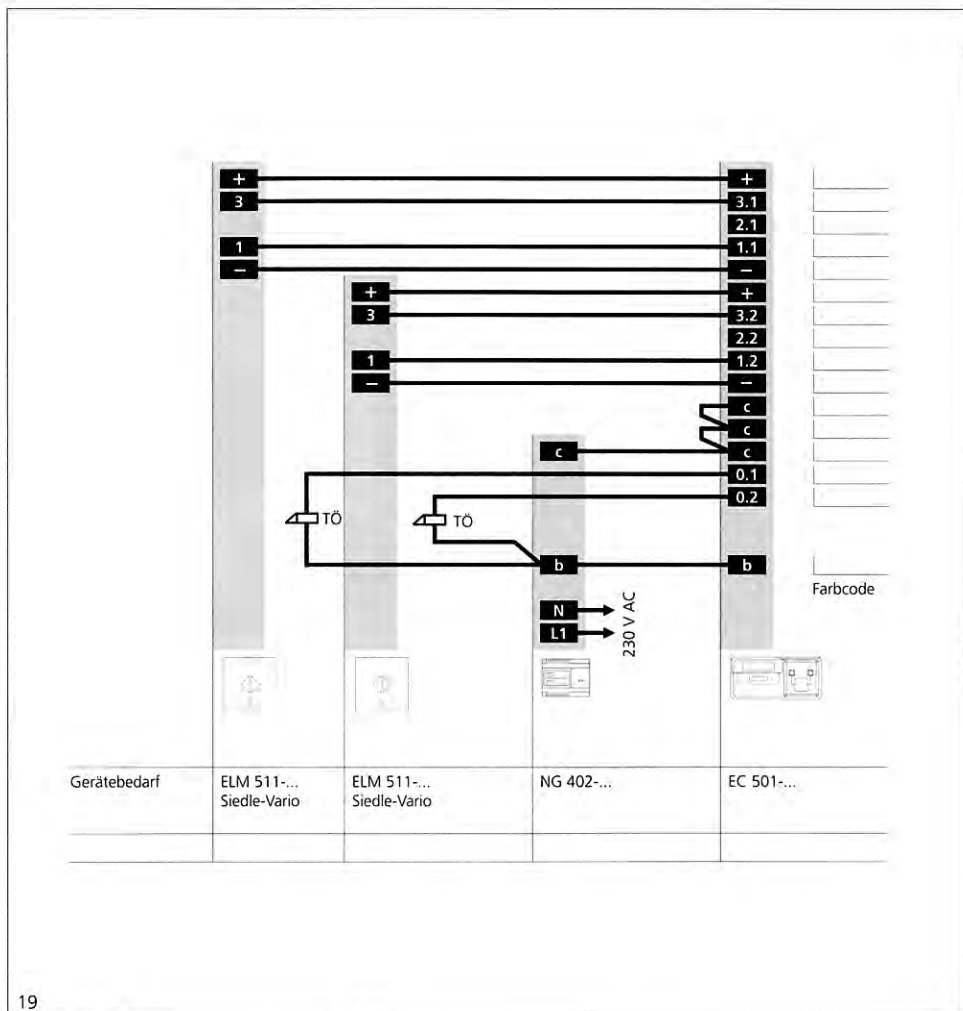 + +
3 3.1
2.1
1 1.1
– –
+ +
3 3.2
2.2
1 1.2
– –
c
c
c c
0.1
0.2
TÖ TÖ
b b
Farbcode
N
L1
230 V AC
Gerätebedarf ELM 511-... ELM 511-... NG 402-... EC 501-...
Siedle-Vario Siedle-Vario
19